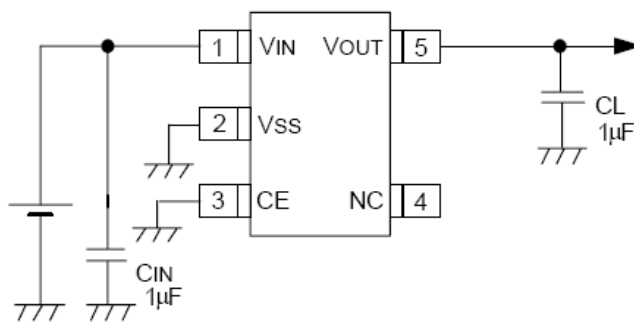 1 VIN VOUT 5
2 VSS
3 CE NC 4
CL
1μF
CIN
1μF